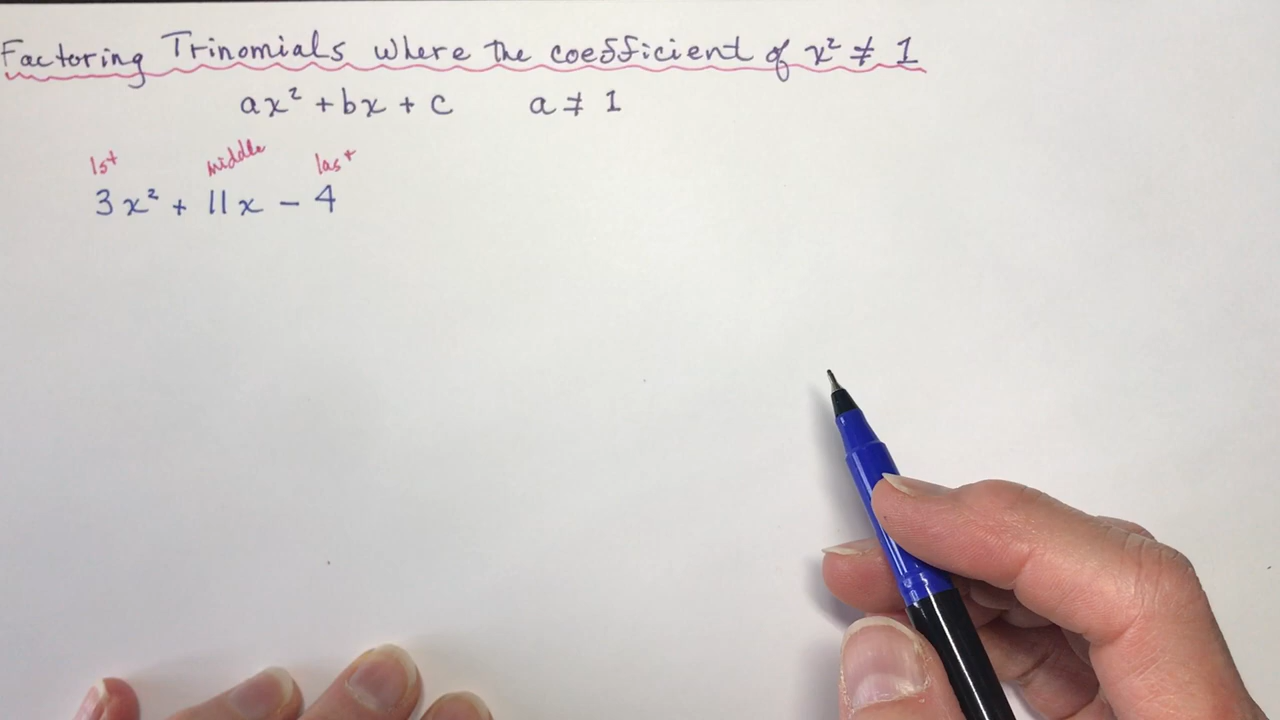 Factoring Trinomials where the coefficient of x² ≠ 1
ax² + bx + c a ≠ 1
1st middle last
3x² + 11x - 4